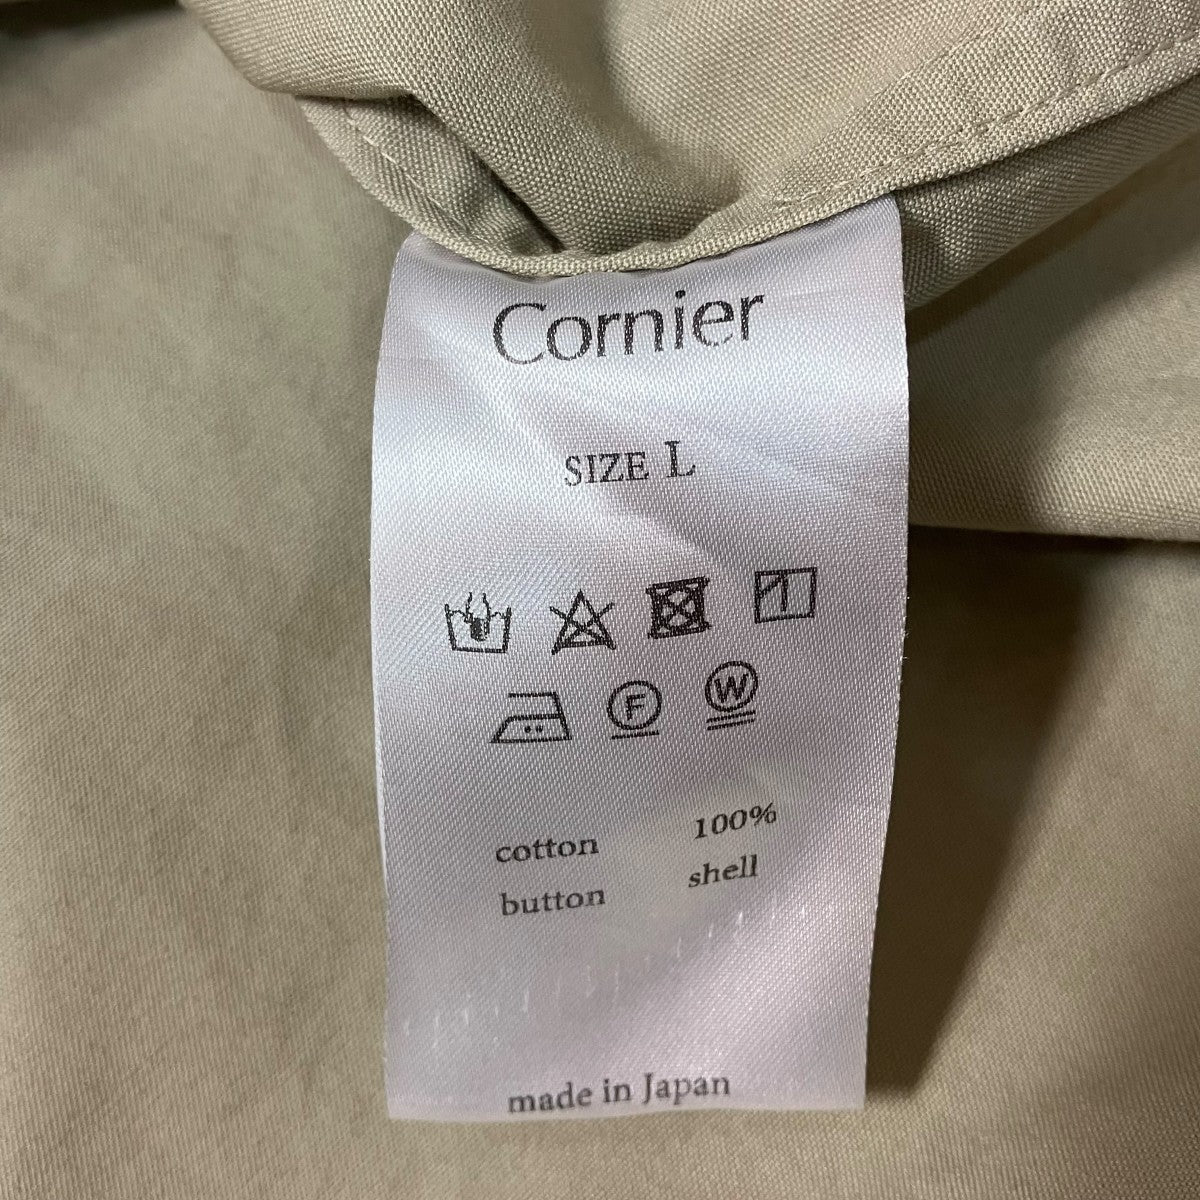 Cornier
SIZE L
F W
cotton 100%
button shell
made in Japan